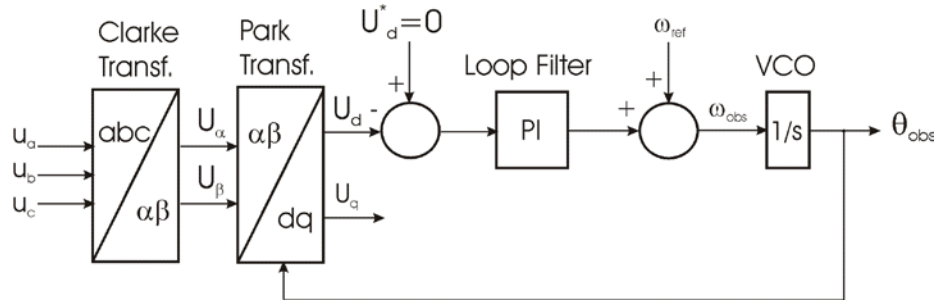 Clarke
Transf.
Park
Transf.
U*d=0
Loop Filter
ωref
VCO
abc
αβ
ua
ub
uc
Uα
Uβ
αβ
dq
Ud
Uq
-
+
PI
+
+
ωobs
1/s
θobs